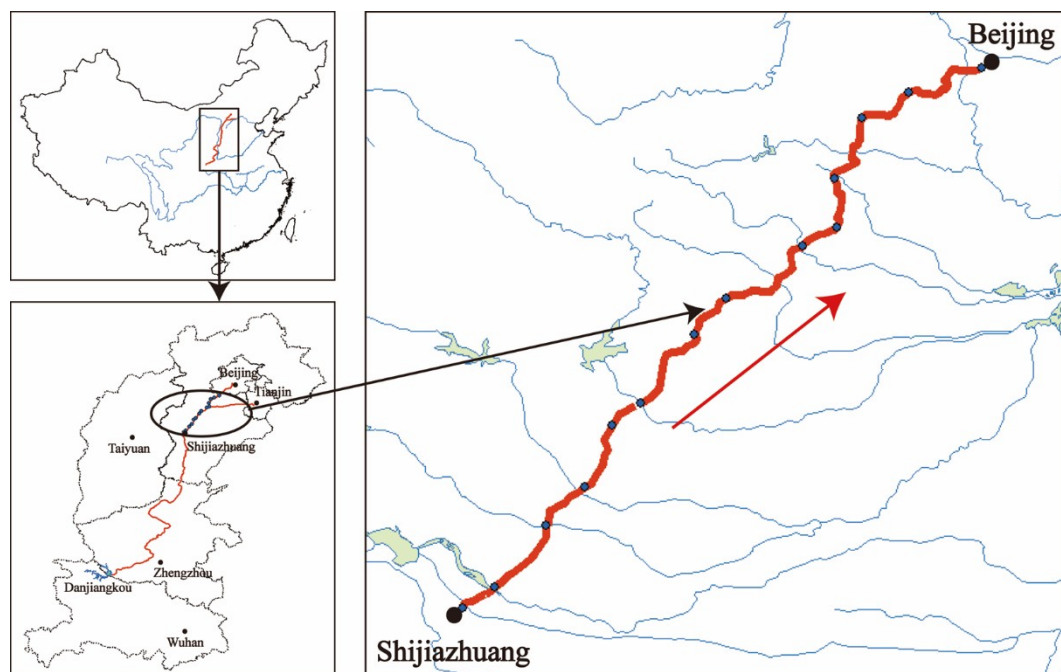 Beijing
Tianjin
Shijiazhuang
Taiyuan
Zhengzhou
Danjiangkou
Wuhan
Beijing
Shijiazhuang